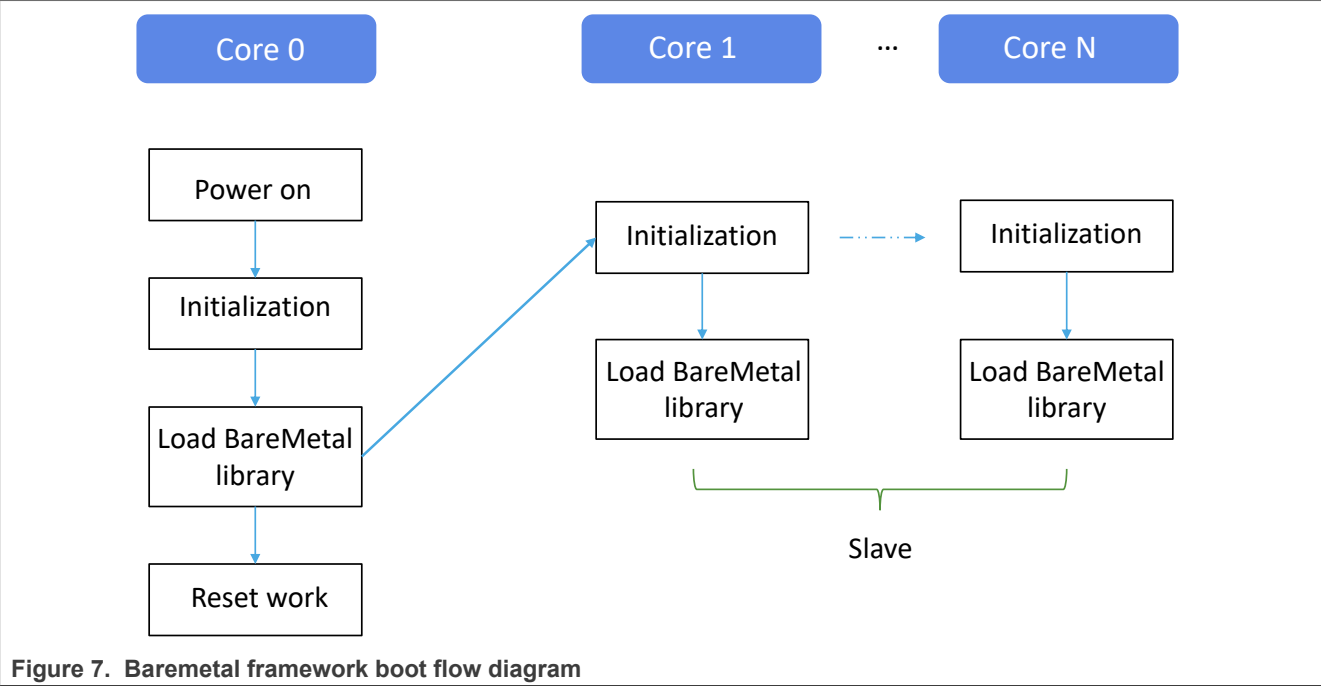 Core 0
Core 1
...
Core N
Power on
Initialization
Load BareMetal
library
Reset work
Initialization
Load BareMetal
library
Initialization
Load BareMetal
library
Slave
Figure 7. Baremetal framework boot flow diagram